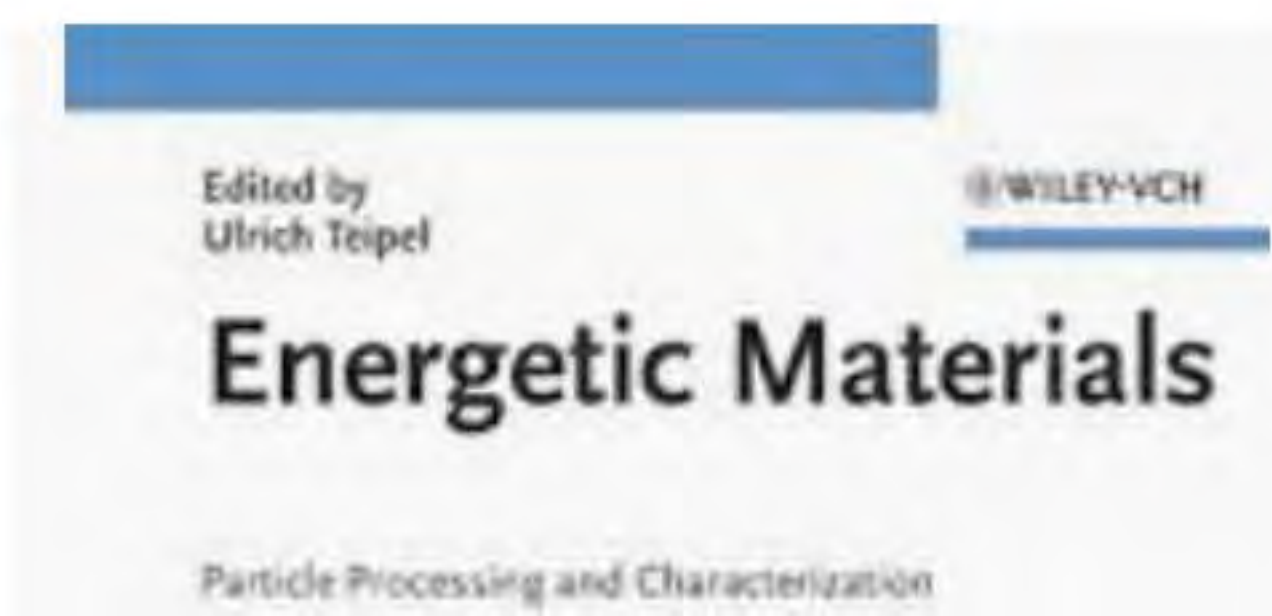 Edited by
Ulrich Teipel
WILEY-VCH
Energetic Materials
Particle Processing and Characterization